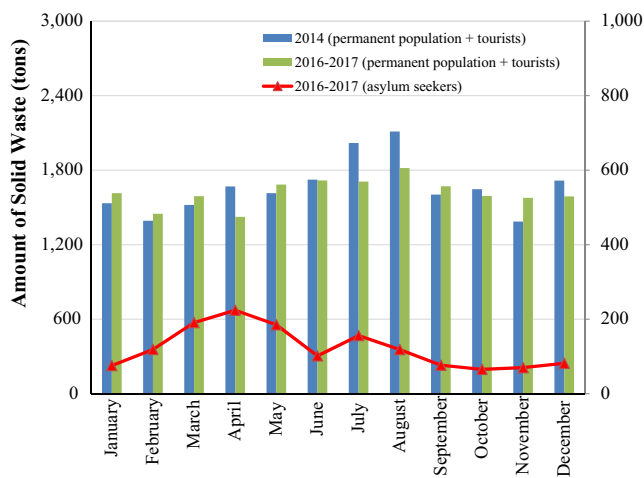 3,000
2,400
1,800
1,200
600
0
Amount of Solid Waste (tons)
2014 (permanent population + tourists)
2016-2017 (permanent population + tourists)
2016-2017 (asylum seekers)
1,000
800
600
400
200
0
January
February
March
April
May
June
July
August
September
October
November
December